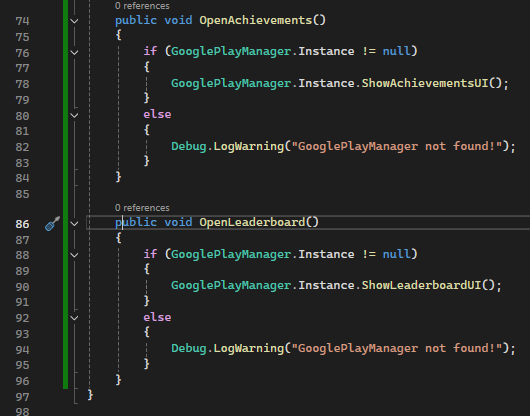 0 references
74 public void OpenAchievements()
75 {
76 if (GooglePlayManager.Instance != null)
77 {
78 GooglePlayManager.Instance.ShowAchievementsUI();
79 }
80 else
81 {
82 Debug.LogWarning("GooglePlayManager not found!");
83 }
84 }
85
0 references
86 public void OpenLeaderboard()
87 {
88 if (GooglePlayManager.Instance != null)
89 {
90 GooglePlayManager.Instance.ShowLeaderboardUI();
91 }
92 else
93 {
94 Debug.LogWarning("GooglePlayManager not found!");
95 }
96 }
97 }
98